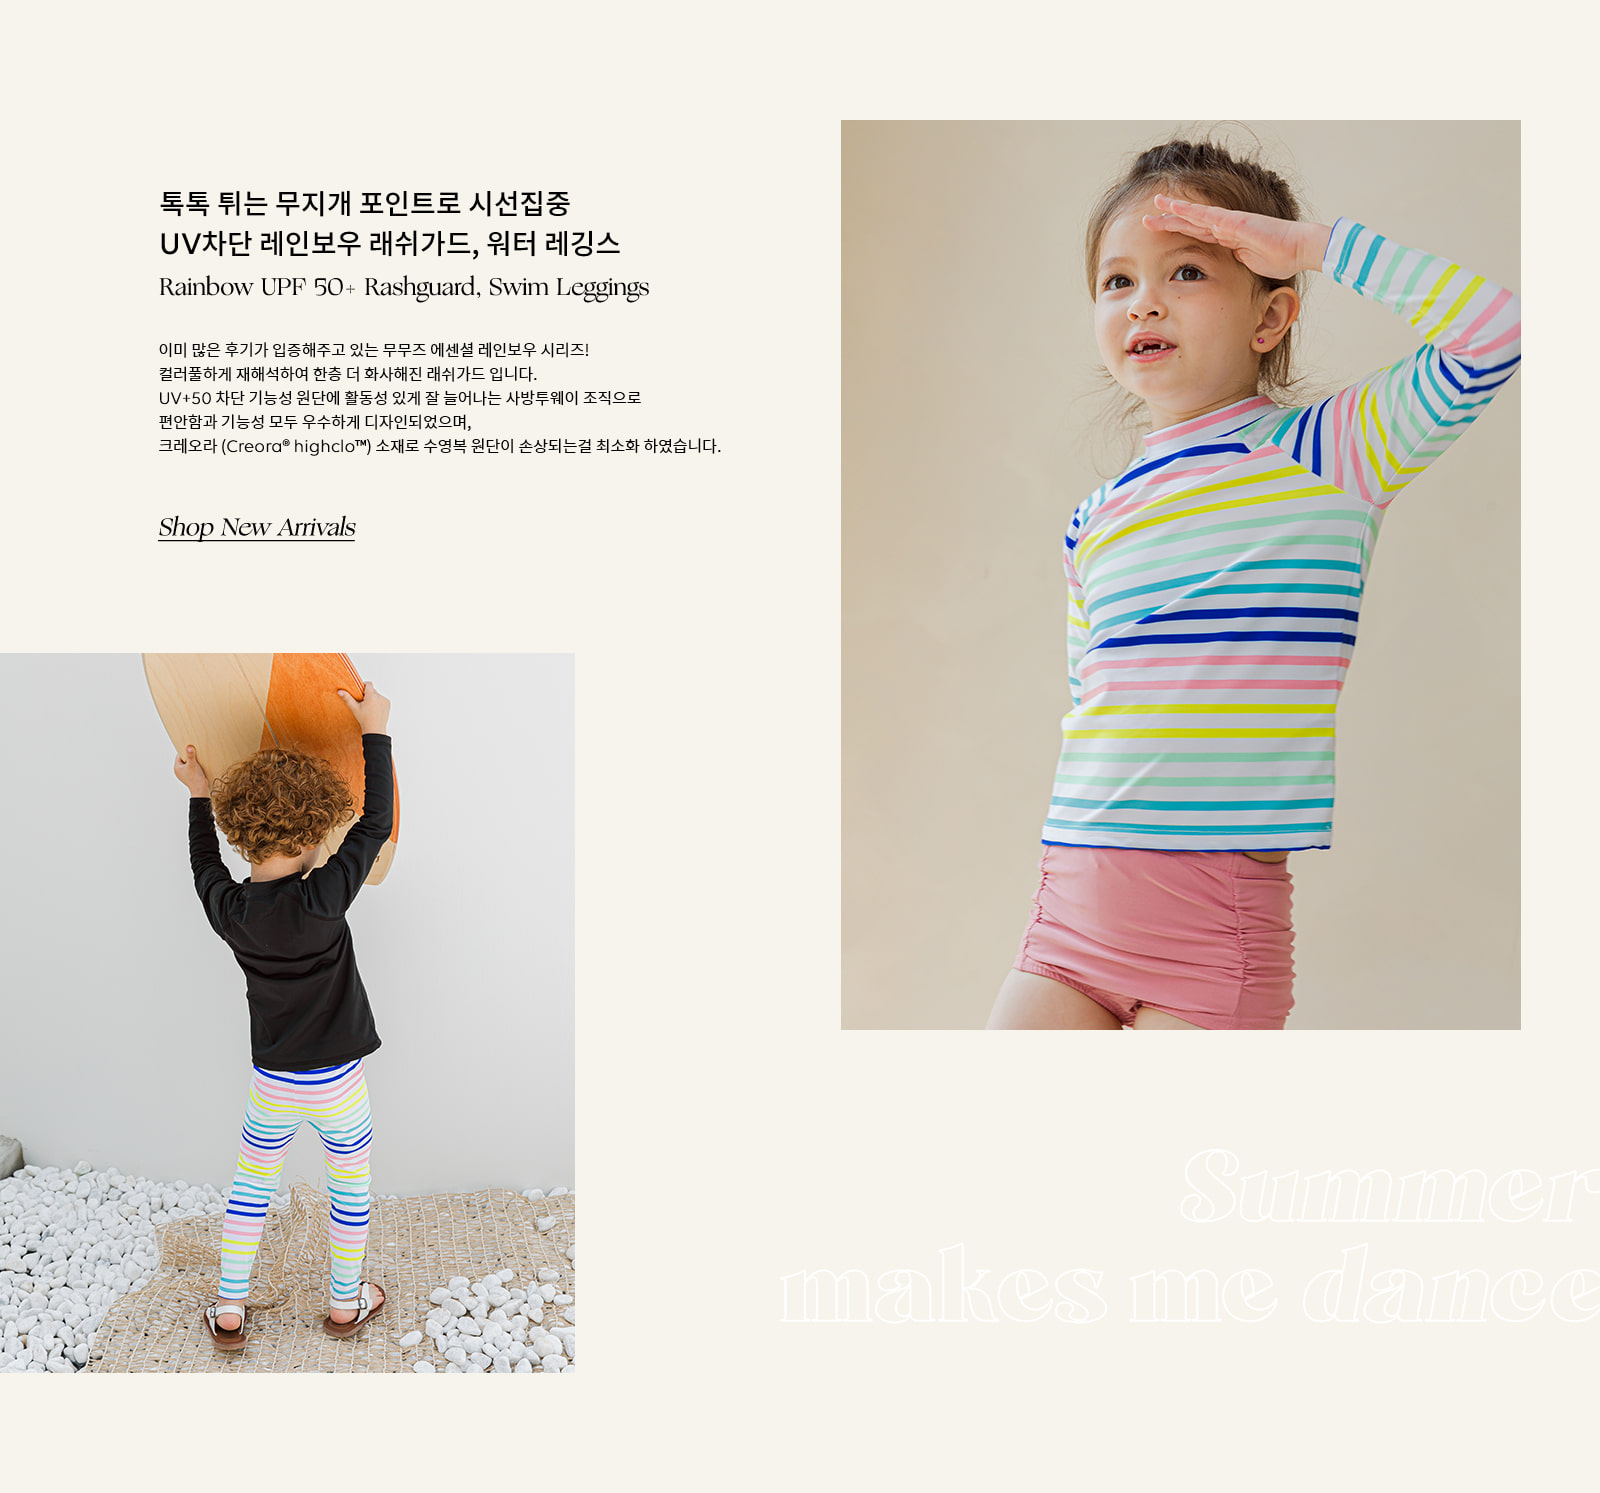 톡톡 튀는 무지개 포인트로 시선집중
UV차단 레인보우 래쉬가드, 워터 레깅스
Rainbow UPF 50+ Rashguard, Swim Leggings
이미 많은 후기가 입증해주고 있는 무무즈 에센셜 레인보우 시리즈!
컬러풀하게 재해석하여 한층 더 화사해진 래쉬가드 입니다.
UV+50 차단 기능성 원단에 활동성 있게 잘 늘어나는 사방투웨이 조직으로
편안함과 기능성 모두 우수하게 디자인되었으며,
크레오라 (Creora® highclo™) 소재로 수영복 원단이 손상되는걸 최소화 하였습니다.
Shop New Arrivals
Summer
makes me dance